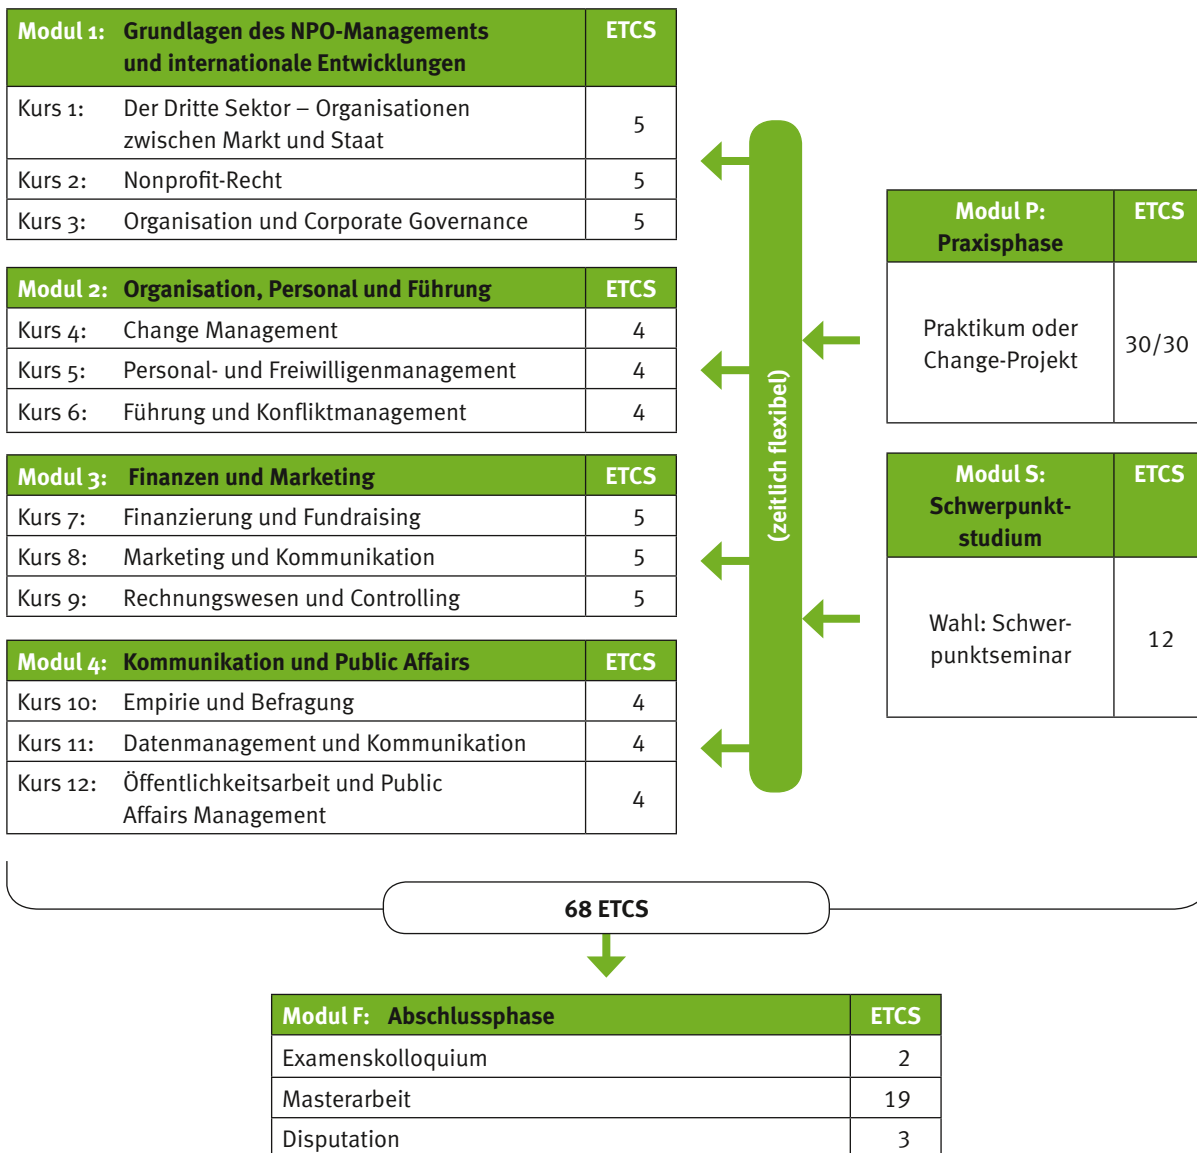 Modul 1: Grundlagen des NPO-Managements ETCS
und internationale Entwicklungen
Kurs 1: Der Dritte Sektor – Organisationen
zwischen Markt und Staat 5
Kurs 2: Nonprofit-Recht 5
Kurs 3: Organisation und Corporate Governance 5
Modul 2: Organisation, Personal und Führung ETCS
Kurs 4: Change Management 4
Kurs 5: Personal- und Freiwilligenmanagement 4
Kurs 6: Führung und Konfliktmanagement 4
Modul 3: Finanzen und Marketing ETCS
Kurs 7: Finanzierung und Fundraising 5
Kurs 8: Marketing und Kommunikation 5
Kurs 9: Rechnungswesen und Controlling 5
Modul 4: Kommunikation und Public Affairs ETCS
Kurs 10: Empirie und Befragung 4
Kurs 11: Datenmanagement und Kommunikation 4
Kurs 12: Öffentlichkeitsarbeit und Public
Affairs Management 4
(zeitlich flexibel)
Modul P: ETCS
Praxisphase
Praktikum oder
Change-Projekt 30/30
Modul S: ETCS
Schwerpunkt-
studium
Wahl: Schwer-
punktseminar 12
68 ETCS
Modul F: Abschlussphase ETCS
Examenskolloquium 2
Masterarbeit 19
Disputation 3